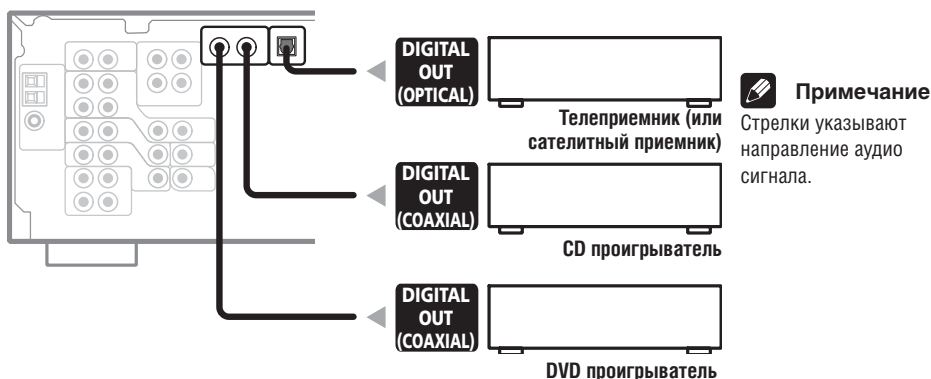 DIGITAL
OUT
(OPTICAL)
Телеприемник (или
сателитный приемник)
DIGITAL
OUT
(COAXIAL)
CD проигрыватель
DIGITAL
OUT
(COAXIAL)
DVD проигрыватель
Примечание
Стрелки указывают
направление аудио
сигнала.